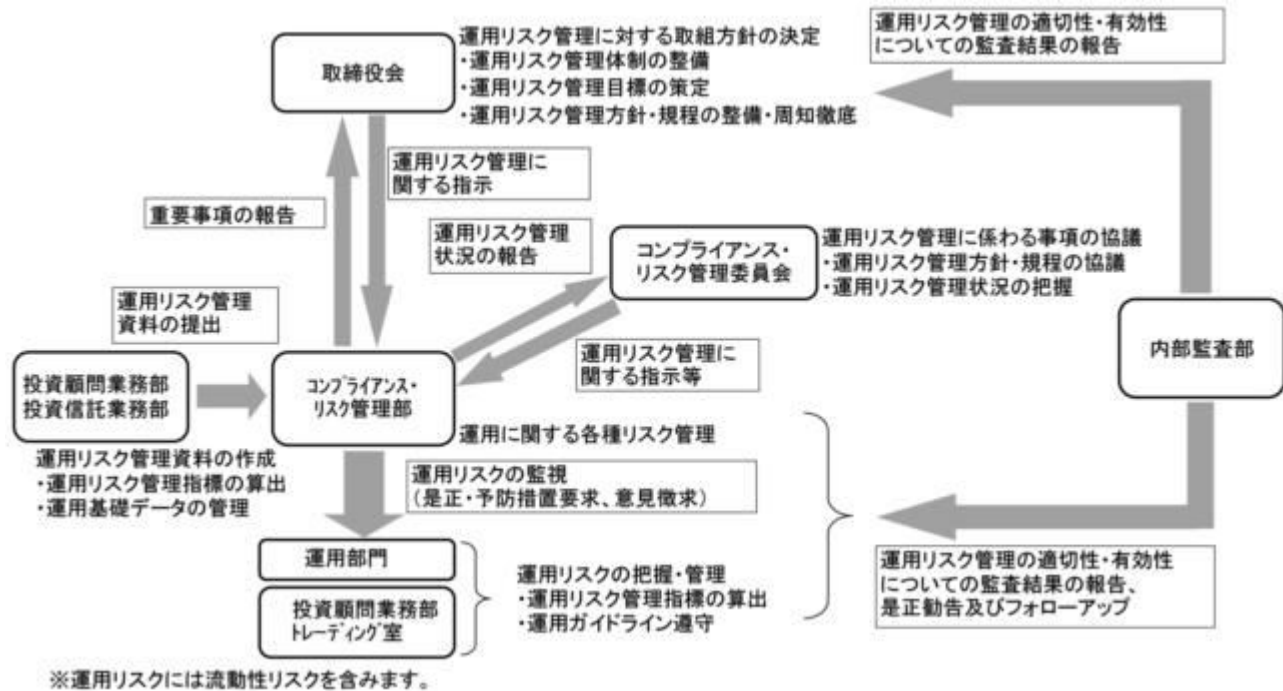 運用リスク管理に対する取組方針の決定
・運用リスク管理体制の整備
・運用リスク管理目標の策定
・運用リスク管理方針・規程の整備・周知徹底
取締役会
運用リスク管理の適切性・有効性
についての監査結果の報告
運用リスク管理に
関する指示
重要事項の報告
運用リスク管理
状況の報告
コンプライアンス・
リスク管理委員会
運用リスク管理に係わる事項の協議
・運用リスク管理方針・規程の協議
・運用リスク管理状況の把握
運用リスク管理
資料の提出
内部監査部
運用リスク管理に
関する指示等
投資顧問業務部
投資信託業務部
コンプライアンス・
リスク管理部
運用に関する各種リスク管理
運用リスク管理資料の作成
・運用リスク管理指標の算出
・運用基礎データの管理
運用リスクの監視
（是正・予防措置要求、意見徴求）
運用部門
投資顧問業務部
トレーディング室
運用リスクの把握・管理
・運用リスク管理指標の算出
・運用ガイドライン遵守
運用リスク管理の適切性・有効性
についての監査結果の報告、
是正勧告及びフォローアップ
※運用リスクには流動性リスクを含みます。